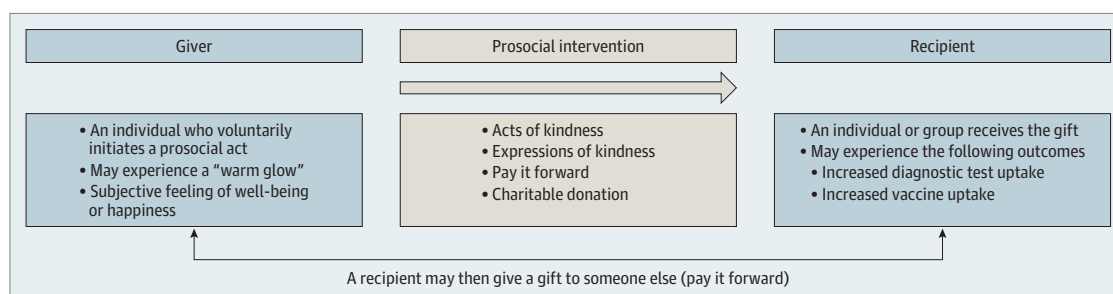 Giver
Prosocial intervention
Recipient
• An individual who voluntarily
initiates a prosocial act
• May experience a “warm glow”
• Subjective feeling of well-being
or happiness
• Acts of kindness
• Expressions of kindness
• Pay it forward
• Charitable donation
• An individual or group receives the gift
• May experience the following outcomes
• Increased diagnostic test uptake
• Increased vaccine uptake
A recipient may then give a gift to someone else (pay it forward)